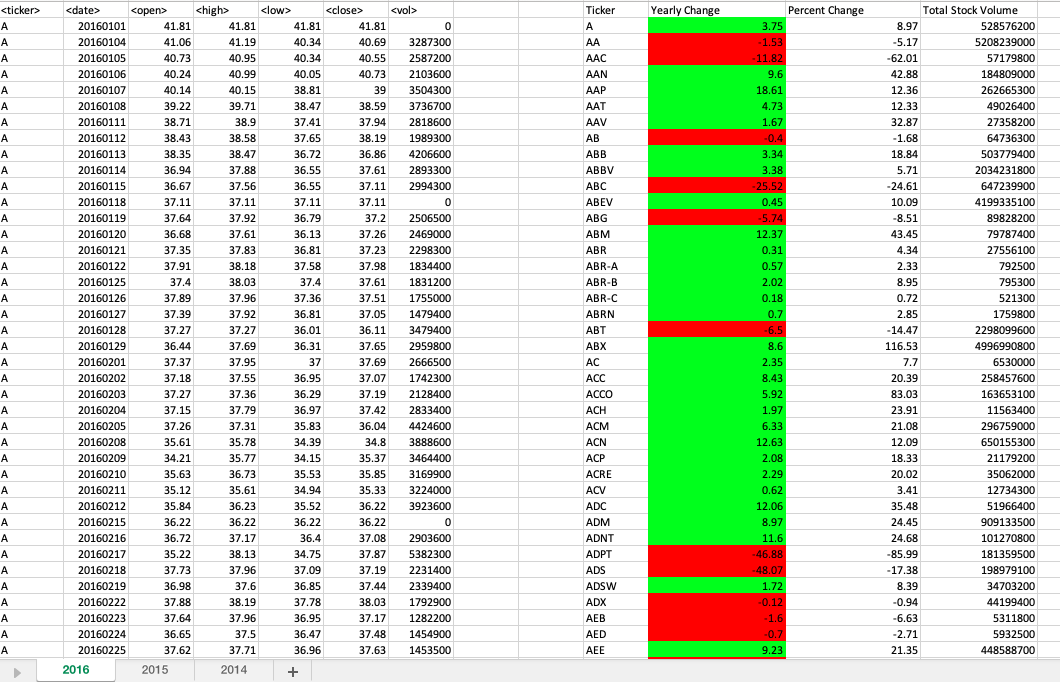 <ticker> <date> <open> <high> <low> <close> <vol> Ticker Yearly Change Percent Change Total Stock Volume
A 20160101 41.81 41.81 41.81 41.81 0 A 3.75 8.97 528576200
A 20160104 41.06 41.19 40.34 40.69 3287300 AA -1.53 -5.17 5208239000
A 20160105 40.73 40.95 40.34 40.55 2587200 AAC -11.82 -62.01 57179800
A 20160106 40.24 40.99 40.05 40.73 2103600 AAN 9.6 42.88 184809000
A 20160107 40.14 40.15 38.81 39 3504300 AAP 18.61 12.36 262665300
A 20160108 39.22 39.71 38.47 38.59 3736700 AAT 4.73 12.33 49026400
A 20160111 38.71 38.9 37.41 37.94 2818600 AAV 1.67 32.87 27358200
A 20160112 38.43 38.58 37.65 38.19 1989300 AB -0.4 -1.68 64736300
A 20160113 38.35 38.47 36.72 36.86 4206600 ABB 3.34 18.84 503779400
A 20160114 36.94 37.88 36.55 37.61 2893300 ABBV 3.38 5.71 2034231800
A 20160115 36.67 37.56 36.55 37.11 2994300 ABC -25.52 -24.61 647239900
A 20160118 37.11 37.11 37.11 37.11 0 ABEV 0.45 10.09 4199335100
A 20160119 37.64 37.92 36.79 37.2 2506500 ABG -5.74 -8.51 89828200
A 20160120 36.68 37.61 36.13 37.26 2469000 ABM 12.37 43.45 79787400
A 20160121 37.35 37.83 36.81 37.23 2298300 ABR 0.31 4.34 27556100
A 20160122 37.91 38.18 37.58 37.98 1834400 ABR-A 0.57 2.33 792500
A 20160125 37.4 38.03 37.4 37.61 1831200 ABR-B 2.02 8.95 795300
A 20160126 37.89 37.96 37.36 37.51 1755000 ABR-C 0.18 0.72 521300
A 20160127 37.39 37.92 36.81 37.05 1479400 ABRN 0.7 2.85 1759800
A 20160128 37.27 37.27 36.01 36.11 3479400 ABT -6.5 -14.47 2298099600
A 20160129 36.44 37.69 36.31 37.65 2959800 ABX 8.6 116.53 4996990800
A 20160201 37.37 37.95 37 37.69 2666500 AC 2.35 7.7 6530000
A 20160202 37.18 37.55 36.95 37.07 1742300 ACC 8.43 20.39 258457600
A 20160203 37.27 37.36 36.29 37.19 2128400 ACCO 5.92 83.03 163653100
A 20160204 37.15 37.79 36.97 37.42 2833400 ACH 1.97 23.91 11563400
A 20160205 37.26 37.31 35.83 36.04 4424600 ACM 6.33 21.08 296759000
A 20160208 35.61 35.78 34.39 34.8 3888600 ACN 12.63 12.09 650155300
A 20160209 34.21 35.77 34.15 35.37 3464400 ACP 2.08 18.33 21179200
A 20160210 35.63 36.73 35.53 35.85 3169900 ACRE 2.29 20.02 35062000
A 20160211 35.12 35.61 34.94 35.33 3224000 ACV 0.62 3.41 12734300
A 20160212 35.84 36.23 35.52 36.22 3923600 ADC 12.06 35.48 51966400
A 20160215 36.22 36.22 36.22 36.22 0 ADM 8.97 24.45 909133500
A 20160216 36.72 37.17 36.4 37.08 2903600 ADNT 11.6 24.68 101270800
A 20160217 35.22 38.13 34.75 37.87 5382300 ADPT -46.88 -85.99 181359500
A 20160218 37.73 37.96 37.09 37.19 2231400 ADS -48.07 -17.38 198979100
A 20160219 36.98 37.6 36.85 37.44 2339400 ADSW 1.72 8.39 34703200
A 20160222 37.88 38.19 37.78 38.03 1792900 ADX -0.12 -0.94 44199400
A 20160223 37.64 37.96 36.95 37.17 1282200 AEB -1.6 -6.63 5311800
A 20160224 36.65 37.5 36.47 37.48 1454900 AED -0.7 -2.71 5932500
A 20160225 37.62 37.71 36.96 37.63 1453500 AEE 9.23 21.35 448588700
2016 2015 2014 +